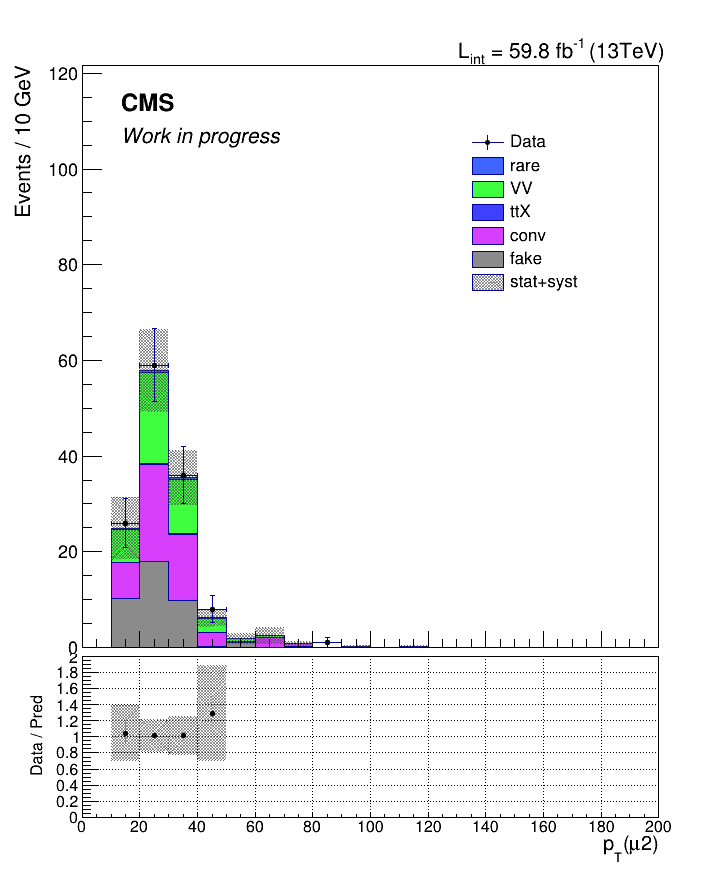 L_int = 59.8 fb^-1 (13TeV)
Events / 10 GeV
120
100
80
60
40
20
0
CMS
Work in progress
Data
rare
VV
ttX
conv
fake
stat+syst
Data / Pred
2
1.8
1.6
1.4
1.2
1
0.8
0.6
0.4
0.2
0
0 20 40 60 80 100 120 140 160 180 200
p_T(μ2)